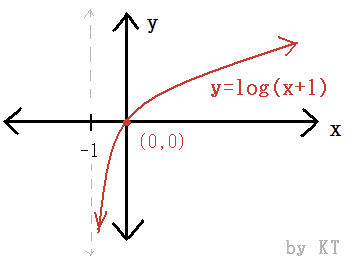 y
y=log(x+1)
x
-1
(0,0)
by KT